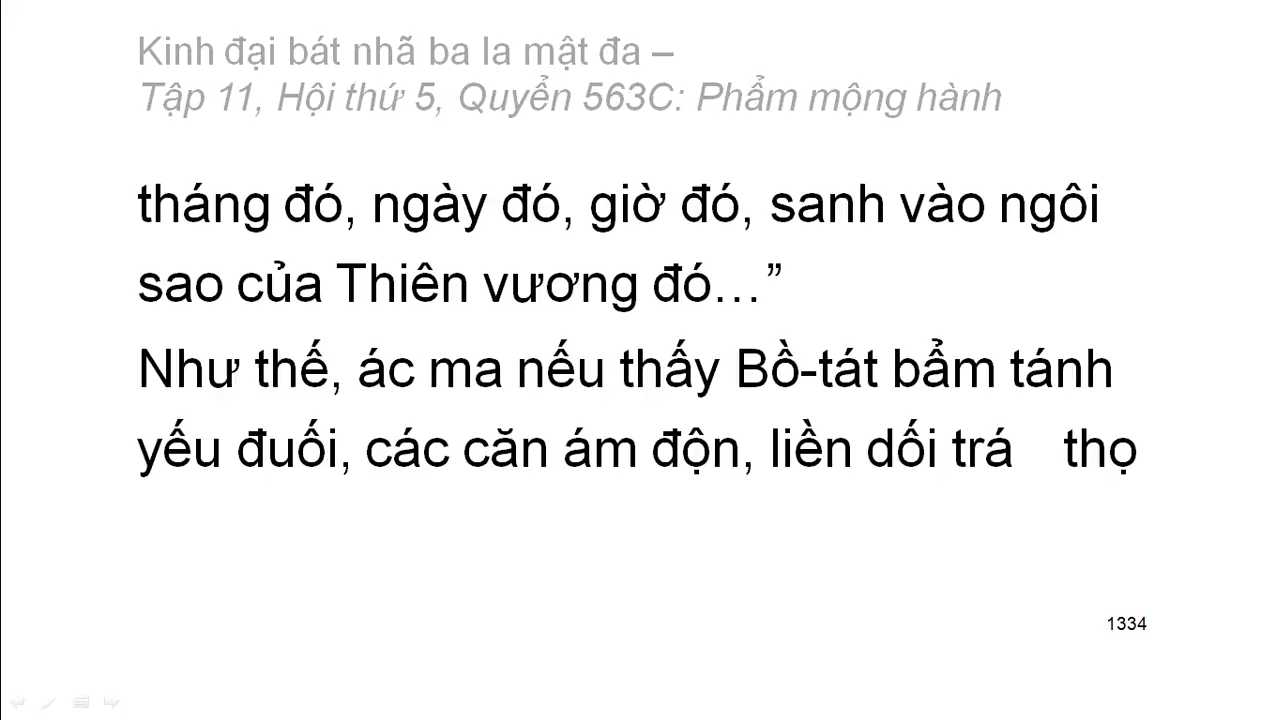 Kinh đại bát nhã ba la mật đa –
Tập 11, Hội thứ 5, Quyển 563C: Phẩm mộng hành
tháng đó, ngày đó, giờ đó, sanh vào ngôi
sao của Thiên vương đó…”
Như thế, ác ma nếu thấy Bồ-tát bẩm tánh
yếu đuối, các căn ám độn, liền dối trá thọ
1334